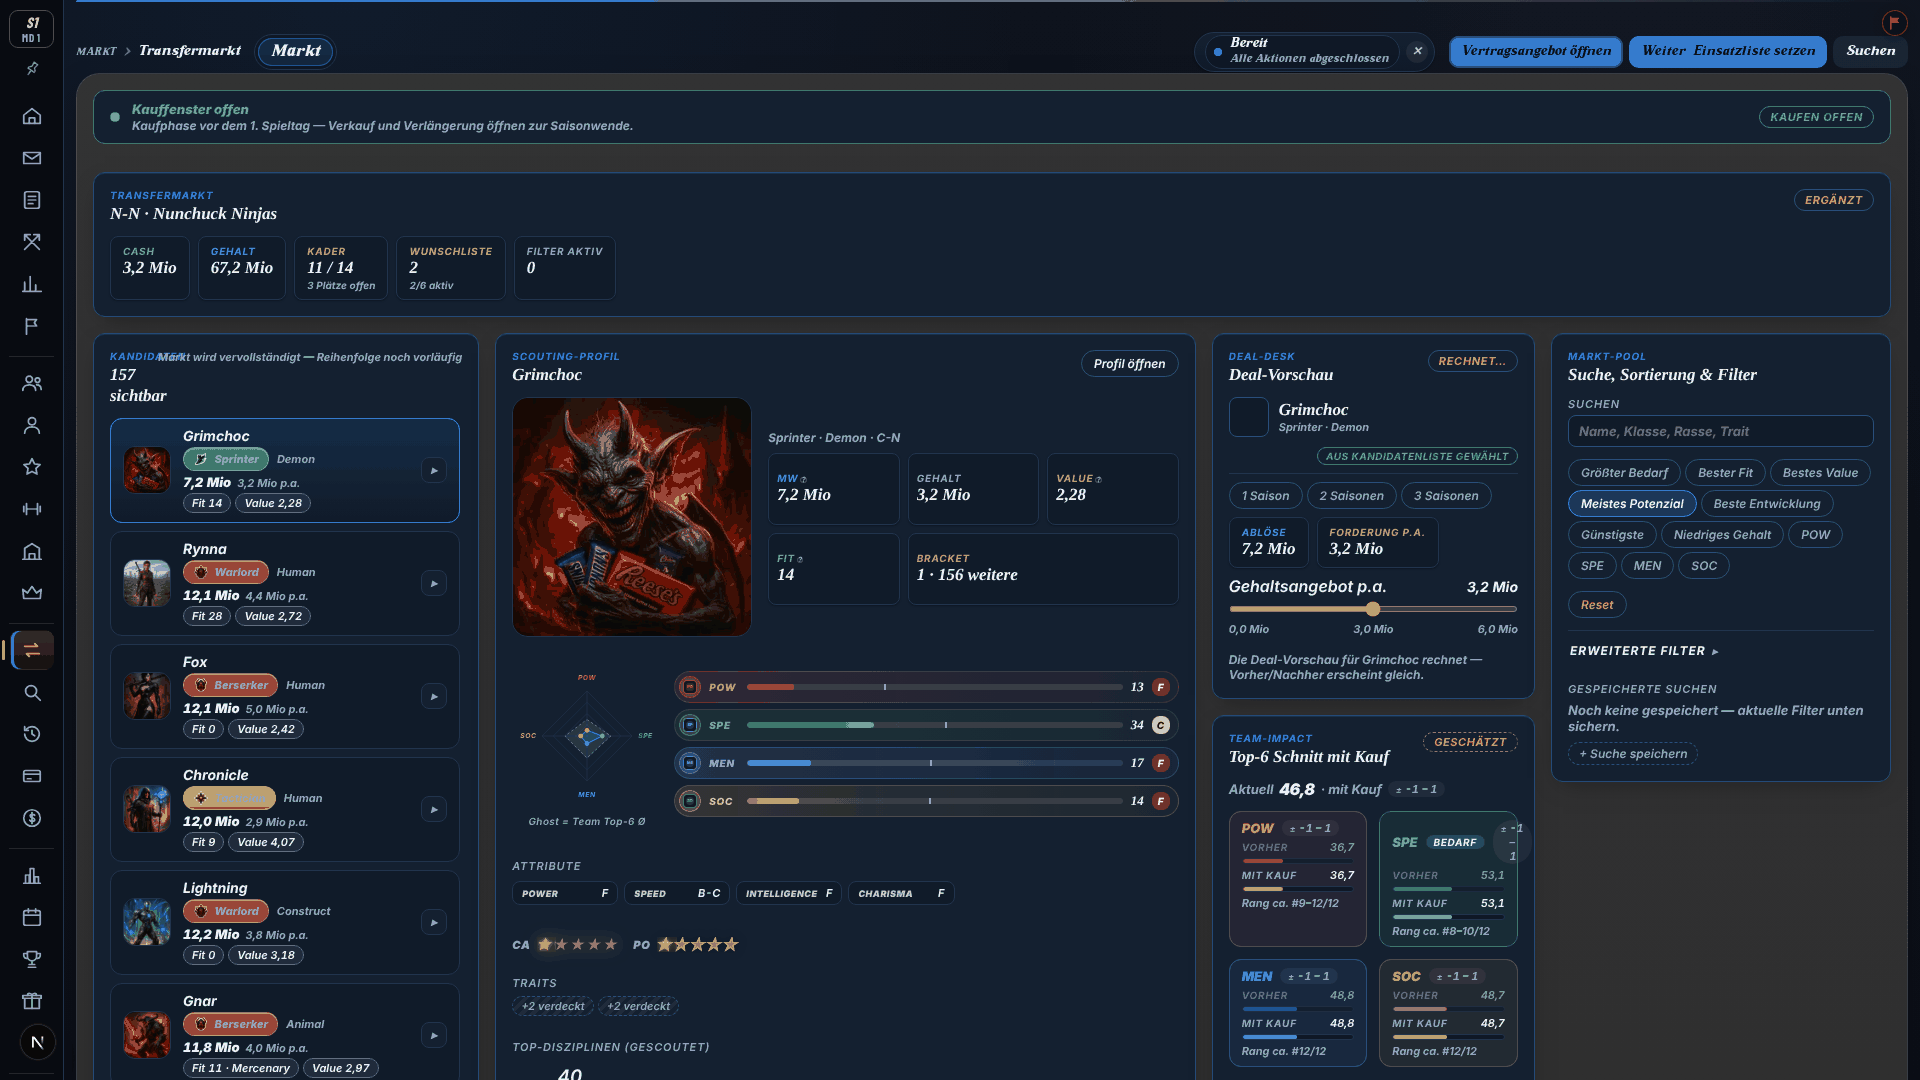 S1
MD1
MARKT > Transfermarkt
Markt
Bereit
Alle Aktionen abgeschlossen
Vertragsangebot öffnen
Weiter Einsatzliste setzen
Suchen
Kauffenster offen
Kaufphase vor dem 1. Spieltag — Verkauf und Verlängerung öffnen zur Saisonwende.
KAUFEN OFFEN
TRANSFERMARKT
N-N · Nunchuck Ninjas
ERGÄNZT
CASH
3,2 Mio
GEHALT
67,2 Mio
KADER
11 / 14
3 Plätze offen
WUNSCHLISTE
2
2/6 aktiv
FILTER AKTIV
0
Markt wird vervollständigt — Reihenfolge noch vorläufig
157
sichtbar
Grimchoc
Sprinter Demon
7,2 Mio 3,2 Mio p.a.
Fit 14 Value 2,28
Rynna
Warlord Human
12,1 Mio 4,4 Mio p.a.
Fit 28 Value 2,72
Fox
Berserker Human
12,1 Mio 5,0 Mio p.a.
Fit 0 Value 2,42
Chronicle
Human
12,0 Mio 2,9 Mio p.a.
Fit 9 Value 4,07
Lightning
Warlord Construct
12,2 Mio 3,8 Mio p.a.
Fit 0 Value 3,18
Gnar
Berserker Animal
11,8 Mio 4,0 Mio p.a.
Fit 11 · Mercenary Value 2,97
N
SCOUTING-PROFIL
Grimchoc
Profil öffnen
Reese's
Sprinter · Demon · C-N
MW ?
7,2 Mio
GEHALT
3,2 Mio
VALUE ?
2,28
FIT ?
14
BRACKET
1 · 156 weitere
POW
SOC
SPE
MEN
Ghost = Team Top-6 Ø
POW 13 F
SPE 34 C
MEN 17 F
SOC 14 F
ATTRIBUTE
POWER F
SPEED B-C
INTELLIGENCE F
CHARISMA F
CA ★★★★★ PO ★★★★★
TRAITS
+2 verdeckt +2 verdeckt
TOP-DISZIPLINEN (GESCOUTET)
40
DEAL-DESK
Deal-Vorschau
RECHNET...
Grimchoc
Sprinter · Demon
AUS KANDIDATENLISTE GEWÄHLT
1 Saison 2 Saisonen 3 Saisonen
ABLÖSE
7,2 Mio
FORDERUNG P.A.
3,2 Mio
Gehaltsangebot p.a. 3,2 Mio
0,0 Mio 3,0 Mio 6,0 Mio
Die Deal-Vorschau für Grimchoc rechnet —
Vorher/Nachher erscheint gleich.
TEAM-IMPACT
Top-6 Schnitt mit Kauf
GESCHÄTZT
Aktuell 46,8 · mit Kauf ± -1 – 1
POW ± -1 – 1
VORHER 36,7
MIT KAUF 36,7
Rang ca. #9–12/12
SPE BEDARF ± -1 – 1
VORHER 53,1
MIT KAUF 53,1
Rang ca. #8–10/12
MEN ± -1 – 1
VORHER 48,8
MIT KAUF 48,8
Rang ca. #12/12
SOC ± -1 – 1
VORHER 48,7
MIT KAUF 48,7
Rang ca. #12/12
MARKT-POOL
Suche, Sortierung & Filter
SUCHEN
Name, Klasse, Rasse, Trait
Größter Bedarf Bester Fit Bestes Value
Meistes Potenzial Beste Entwicklung
Günstigste Niedriges Gehalt POW
SPE MEN SOC
Reset
ERWEITERTE FILTER ▸
GESPEICHERTE SUCHEN
Noch keine gespeichert — aktuelle Filter unten
sichern.
+ Suche speichern